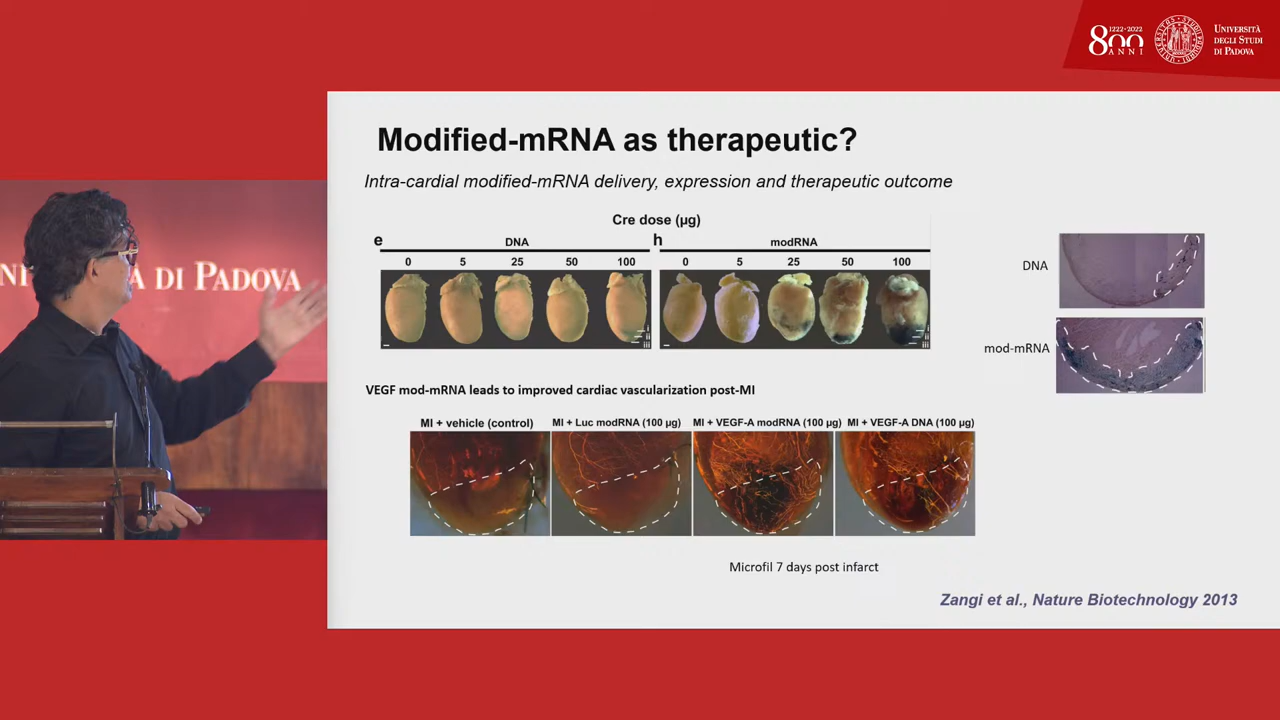 800
1222-2022
ANNI
UNIVERSITÀ
DEGLI STUDI
DI PADOVA
Modified-mRNA as therapeutic?
Intra-cardial modified-mRNA delivery, expression and therapeutic outcome
Cre dose (µg)
e DNA h modRNA
0 5 25 50 100 0 5 25 50 100
i ii iii
i ii iii
DNA
mod-mRNA
VEGF mod-mRNA leads to improved cardiac vascularization post-MI
MI + vehicle (control) MI + Luc modRNA (100 µg) MI + VEGF-A modRNA (100 µg) MI + VEGF-A DNA (100 µg)
Microfil 7 days post infarct
Zangi et al., Nature Biotechnology 2013
DI PADOVA